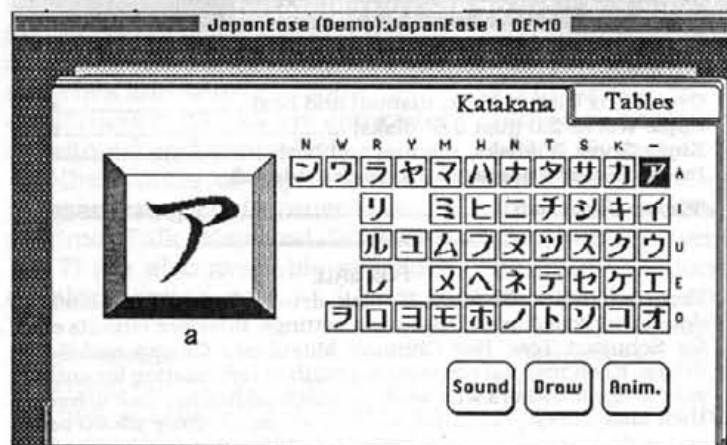 JapanEase (Demo):JapanEase 1 DEMO
Katakana Tables
N W R Y M H N S K -
ン ワ ラ ヤ マ ハ ナ タ サ カ ア A
リ ミ ヒ ニ チ シ キ イ
ル ユ ム フ ヌ ツ ス ク ウ U
レ メ ヘ ネ テ セ ケ エ E
ヲ ロ ヨ モ ホ ノ ト ソ コ オ O
ア
a
Sound Draw Anim.